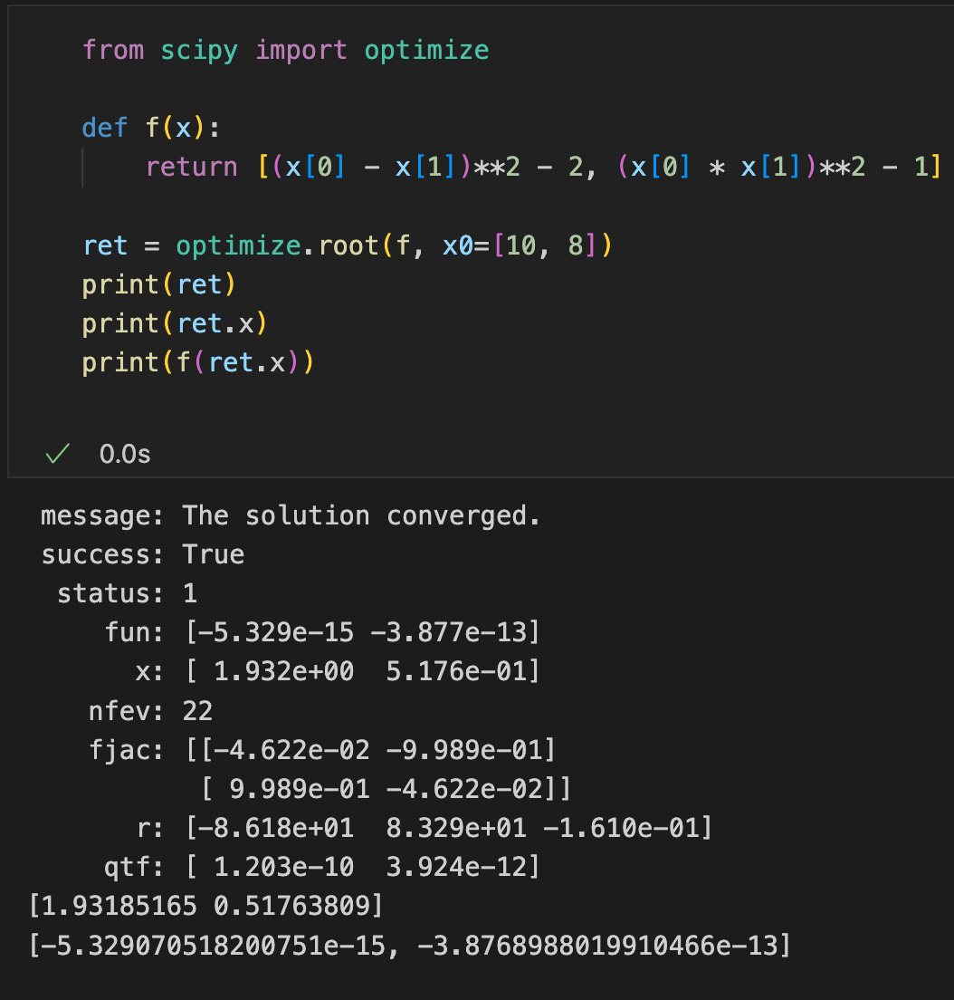 from scipy import optimize
def f(x):
    return [(x[0] - x[1])**2 - 2, (x[0] * x[1])**2 - 1]
ret = optimize.root(f, x0=[10, 8])
print(ret)
print(ret.x)
print(f(ret.x))
0.0s
message: The solution converged.
success: True
status: 1
fun: [-5.329e-15 -3.877e-13]
x: [ 1.932e+00  5.176e-01]
nfev: 22
fjac: [[-4.622e-02 -9.989e-01]
[ 9.989e-01 -4.622e-02]]
r: [-8.618e+01  8.329e+01 -1.610e-01]
qtf: [ 1.203e-10  3.924e-12]
[1.93185165 0.51763809]
[-5.329070518200751e-15, -3.8768988019910466e-13]